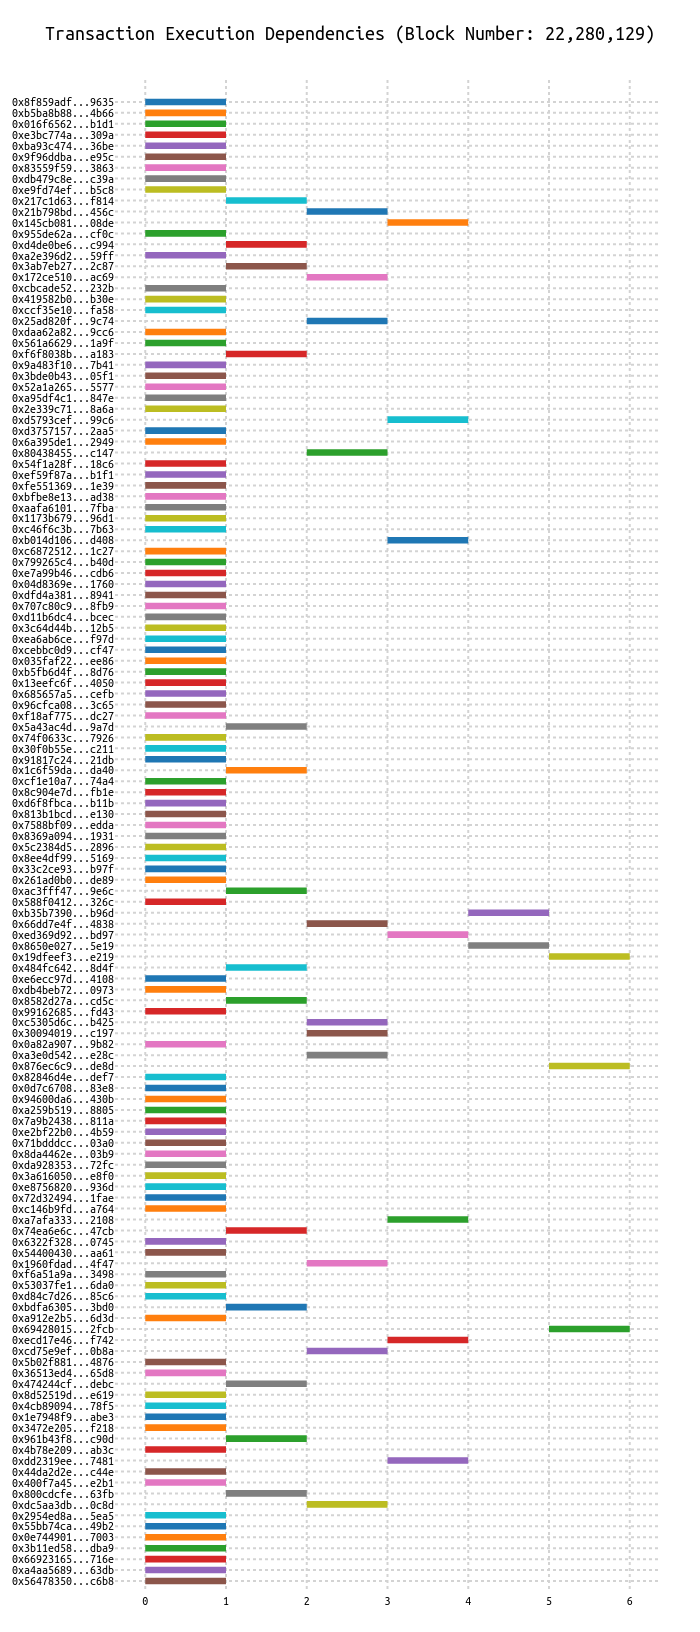 Transaction Execution Dependencies (Block Number: 22,280,129)
0x8f859adf...9635
0xb5ba8b88...4b66
0x016f6562...b1d1
0xe3bc774a...309a
0xba93c474...36be
0x9f96ddba...e95c
0x83559f59...3863
0xdb479c8e...c39a
0xe9fd74ef...b5c8
0x217c1d63...f814
0x21b798bd...456c
0x145cb081...08de
0x955de62a...cf0c
0xd4de0be6...c994
0xa2e396d2...59ff
0x3ab7eb27...2c87
0x172ce510...ac69
0xcbcade52...232b
0x419582b0...b30e
0xccf35e10...fa58
0x25ad820f...9c74
0xdaa62a82...9cc6
0x561a6629...1a9f
0xf6f8038b...a183
0x9a483f10...7b41
0x3bde0b43...05f1
0x52a1a265...5577
0xa95df4c1...847e
0x2e339c71...8a6a
0xd5793cef...99c6
0xd3757157...2aa5
0x6a395de1...2949
0x80438455...c147
0x54f1a28f...18c6
0xef59f87a...b1f1
0xfe551369...1e39
0xbfbe8e13...ad38
0xaafa6101...7fba
0x1173b679...96d1
0xc46f6c3b...7b63
0xb014d106...d408
0xc6872512...1c27
0x799265c4...b40d
0xe7a99b46...cdb6
0x04d8369e...1760
0xdfd4a381...8941
0x707c80c9...8fb9
0xd11b6dc4...bcec
0x3c64d44b...12b5
0xea6ab6ce...f97d
0xcebbc0d9...cf47
0x035faf22...ee86
0xb5fb6d4f...8d76
0x13eefc6f...4050
0x685657a5...cefb
0x96cfca08...3c65
0xf18af775...dc27
0x5a43ac4d...9a7d
0x74f0633c...7926
0x30f0b55e...c211
0x91817c24...21db
0x1c6f59da...da40
0xcf1e10a7...74a4
0x8c904e7d...fb1e
0xd6f8fbca...b11b
0x813b1bcd...e130
0x7588bf09...edda
0x8369a094...1931
0x5c2384d5...2896
0x8ee4df99...5169
0x33c2ce93...b97f
0x261ad0b0...de89
0xac3fff47...9e6c
0x588f0412...326c
0xb35b7390...b96d
0x66dd7e4f...4838
0xed369d92...bd97
0x8650e027...5e19
0x19dfeef3...e219
0x484fc642...8d4f
0xe6ecc97d...4108
0xdb4beb72...0973
0x8582d27a...cd5c
0x99162685...fd43
0xc5305d6c...b425
0x30094019...c197
0x0a82a907...9b82
0xa3e0d542...e28c
0x876ec6c9...de8d
0x82846d4e...def7
0x0d7c6708...83e8
0x94600da6...430b
0xa259b519...8805
0x7a9b2438...811a
0xe2bf22b0...4b59
0x71bdddcc...03a0
0x8da4462e...03b9
0xda928353...72fc
0x3a616050...e8f0
0xe8756820...936d
0x72d32494...1fae
0xc146b9fd...a764
0xa7afa333...2108
0x74ea6e6c...47cb
0x6322f328...0745
0x54400430...aa61
0x1960fdad...4f47
0xf6a51a9a...3498
0x53037fe1...6da0
0xd84c7d26...85c6
0xbdfa6305...3bd0
0xa912e2b5...6d3d
0x69428015...2fcb
0xecd17e46...f742
0xcd75e9ef...0b8a
0x5b02f881...4876
0x36513ed4...65d8
0x474244cf...debc
0x8d52519d...e619
0x4cb89094...78f5
0x1e7948f9...abe3
0x3472e205...f218
0x961b43f8...c90d
0x4b78e209...ab3c
0xdd2319ee...7481
0x44da2d2e...c44e
0x400f7a45...e2b1
0x800cdcfe...63fb
0xdc5aa3db...0c8d
0x2954ed8a...5ea5
0x55bb74ca...49b2
0x0e744901...7003
0x3b11ed58...dba9
0x66923165...716e
0xa4aa5689...63db
0x56478350...c6b8
0 1 2 3 4 5 6